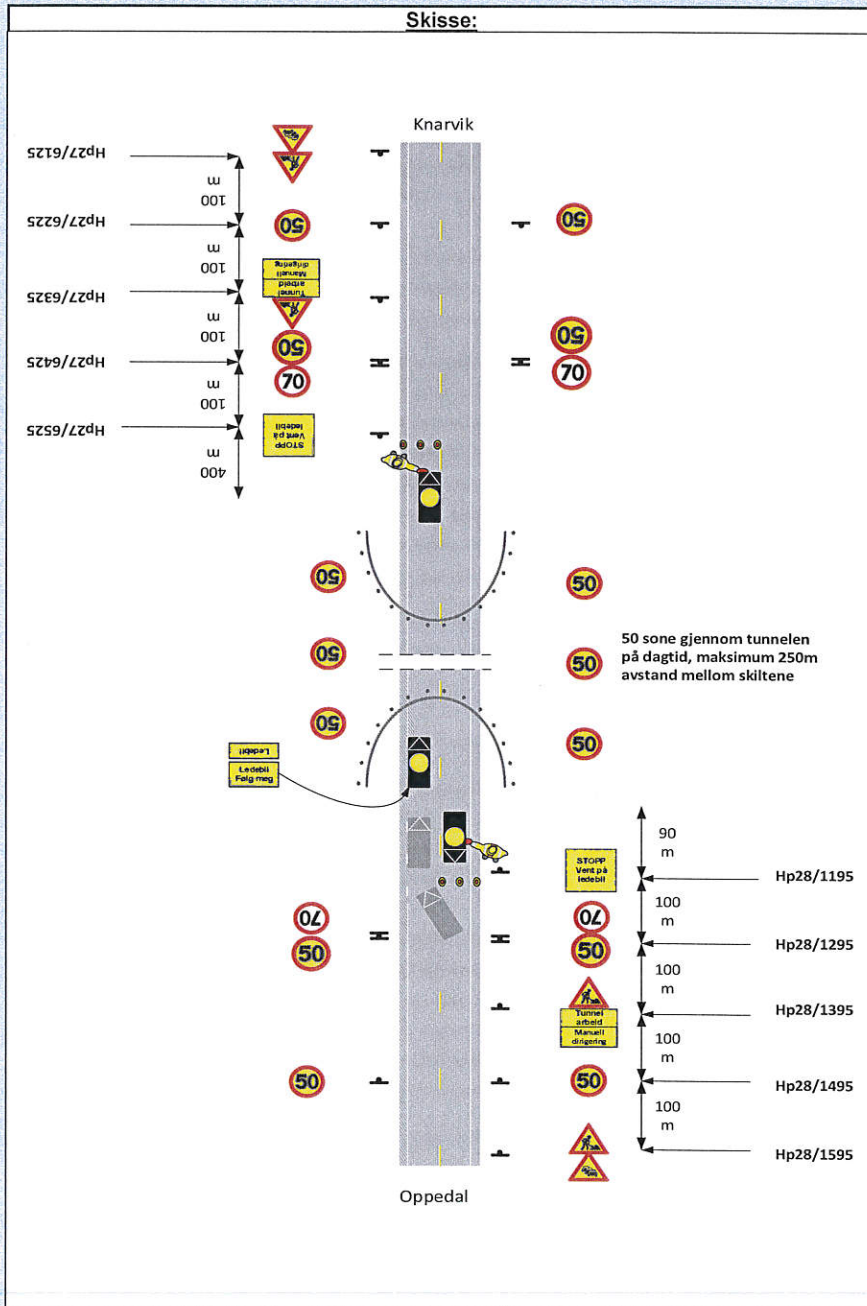 Skisse:
Knarvik
Hp27/6125
100
m
Hp27/6225
50
50
100
m
Manuell
dirigering
Tunnel
arbeid
Hp27/6325
100
m
50
50
Hp27/6425
70
70
100
m
STOPP
Vent på
ledebil
Hp27/6525
400
m
50
50
50 sone gjennom tunnelen
på dagtid, maksimum 250m
avstand mellom skiltene
50
50
50
50
Ledebil
Ledebil
Følg meg
90
m
STOPP
Vent på
ledebil
Hp28/1195
100
m
70
70
50
50
Hp28/1295
100
m
Tunnel
arbeid
Manuell
dirigering
Hp28/1395
100
m
50
50
Hp28/1495
100
m
Hp28/1595
Oppedal